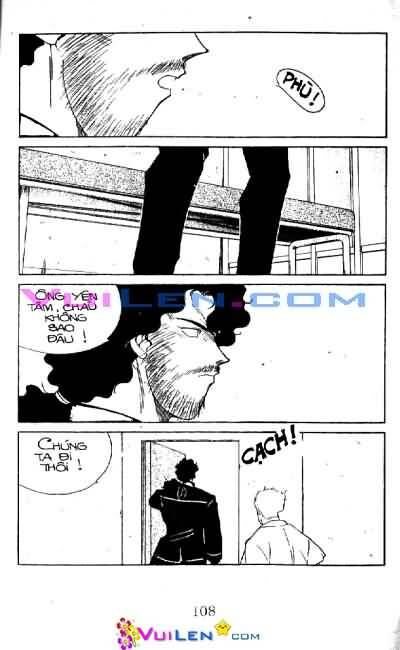 PHÙ!
ÔNG YÊN
TÂM, CHÁU
KHÔNG
SAO
ĐÂU!
VuiLen.com
CHÚNG
TA ĐI
THÔI!
CẠCH!
108
VuiLen.com